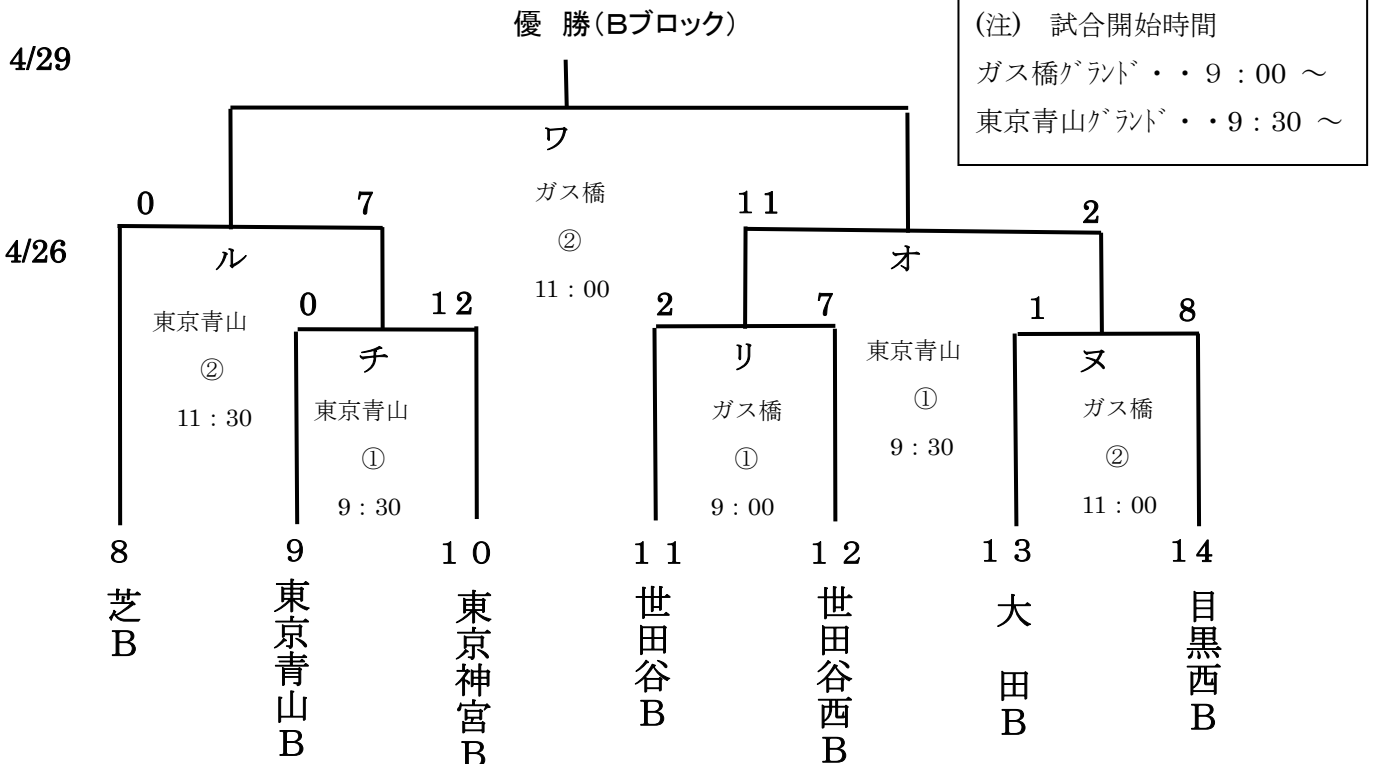 優 勝(Bブロック)
(注) 試合開始時間
ガス橋ｸﾞﾗﾝﾄﾞ・・9：00 ～
東京青山ｸﾞﾗﾝﾄﾞ・・9：30 ～
4/29
ワ
ガス橋
②
11：00
4/26
0
7
11
2
ル
東京青山
②
11：30
オ
東京青山
①
9：30
0
12
2
7
1
8
チ
東京青山
①
9：30
リ
ガス橋
①
9：00
ヌ
ガス橋
②
11：00
8
9
10
11
12
13
14
芝B
東京青山B
東京神宮B
世田谷B
世田谷西B
大 田B
目黒西B